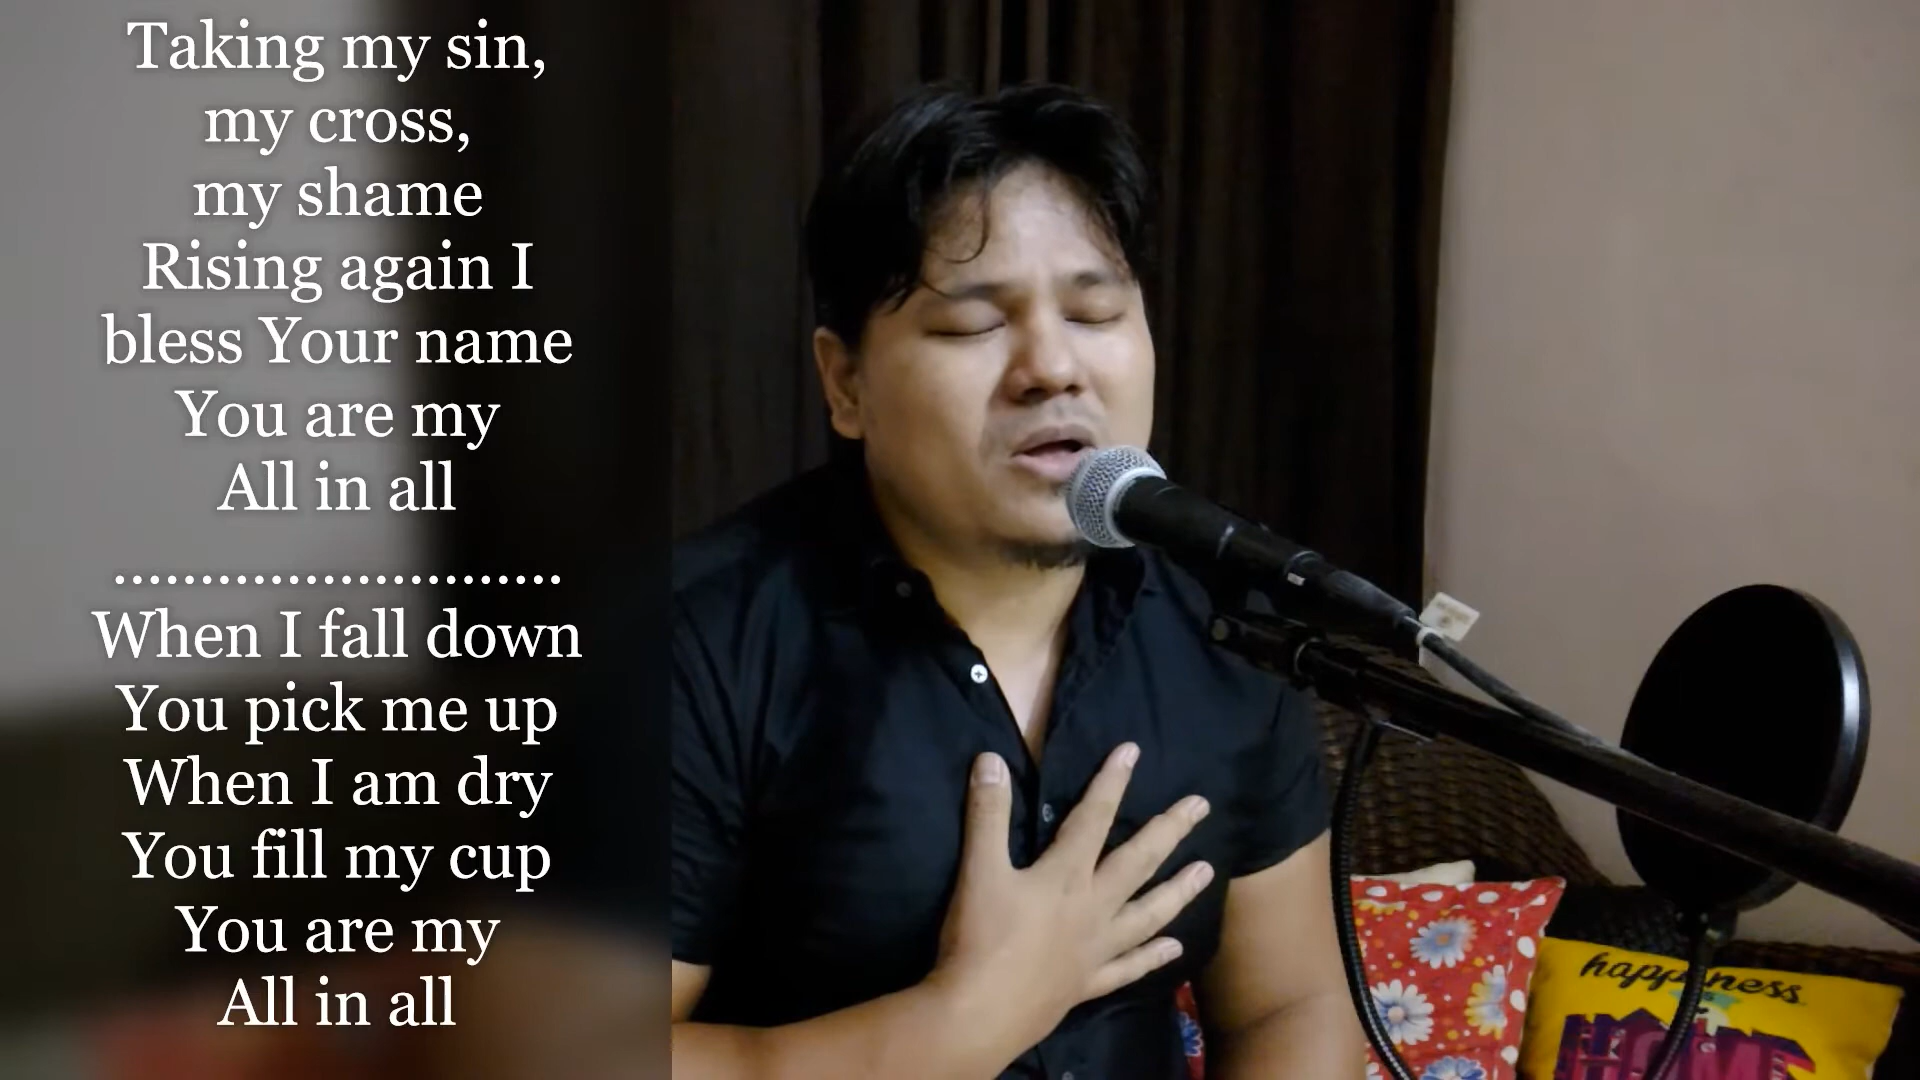 Taking my sin,
my cross,
my shame
Rising again I
bless Your name
You are my
All in all
...........................
When I fall down
You pick me up
When I am dry
You fill my cup
You are my
All in all
happiness
HOME